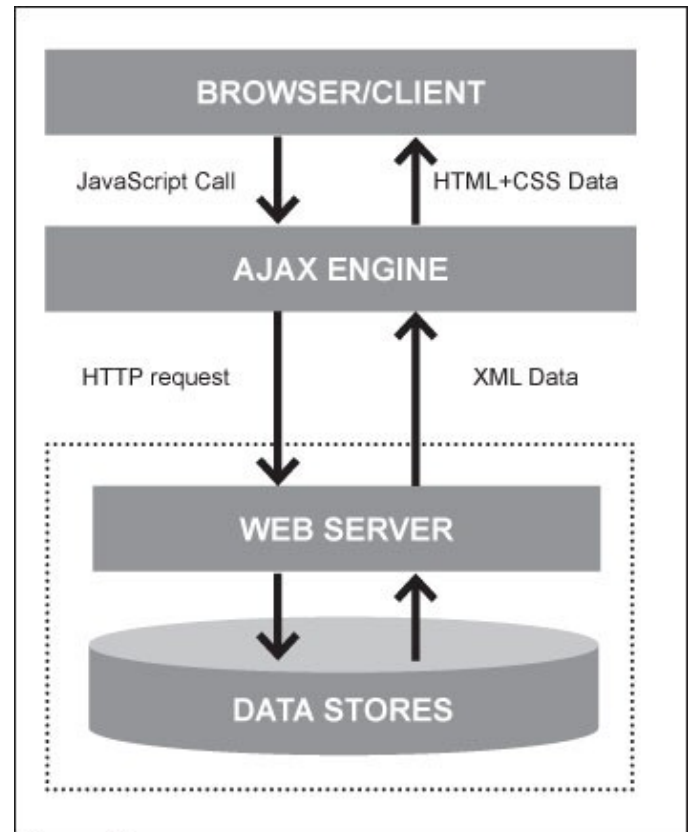 BROWSER/CLIENT
JavaScript Call
HTML+CSS Data
AJAX ENGINE
HTTP request
XML Data
WEB SERVER
DATA STORES